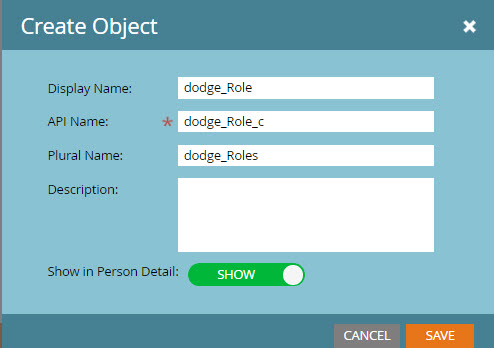 Create Object
Display Name: dodge_Role
API Name: * dodge_Role_c
Plural Name: dodge_Roles
Description:
Show in Person Detail: SHOW
CANCEL SAVE